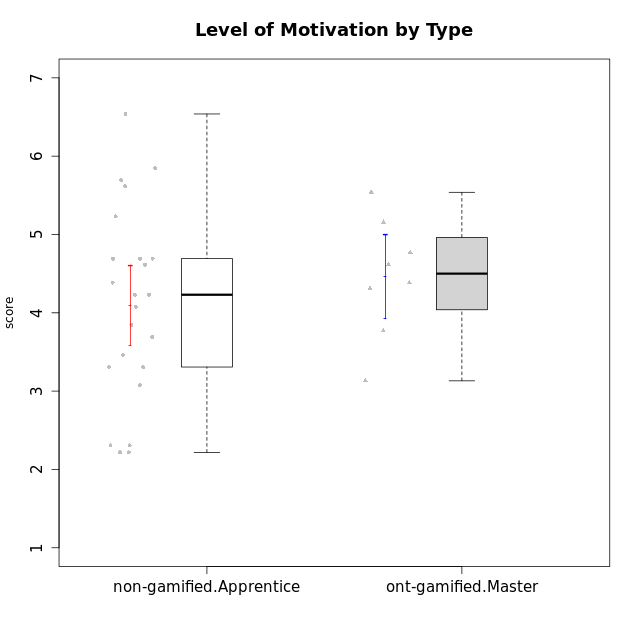 Level of Motivation by Type
score
7
6
5
4
3
2
1
non-gamified.Apprentice
ont-gamified.Master